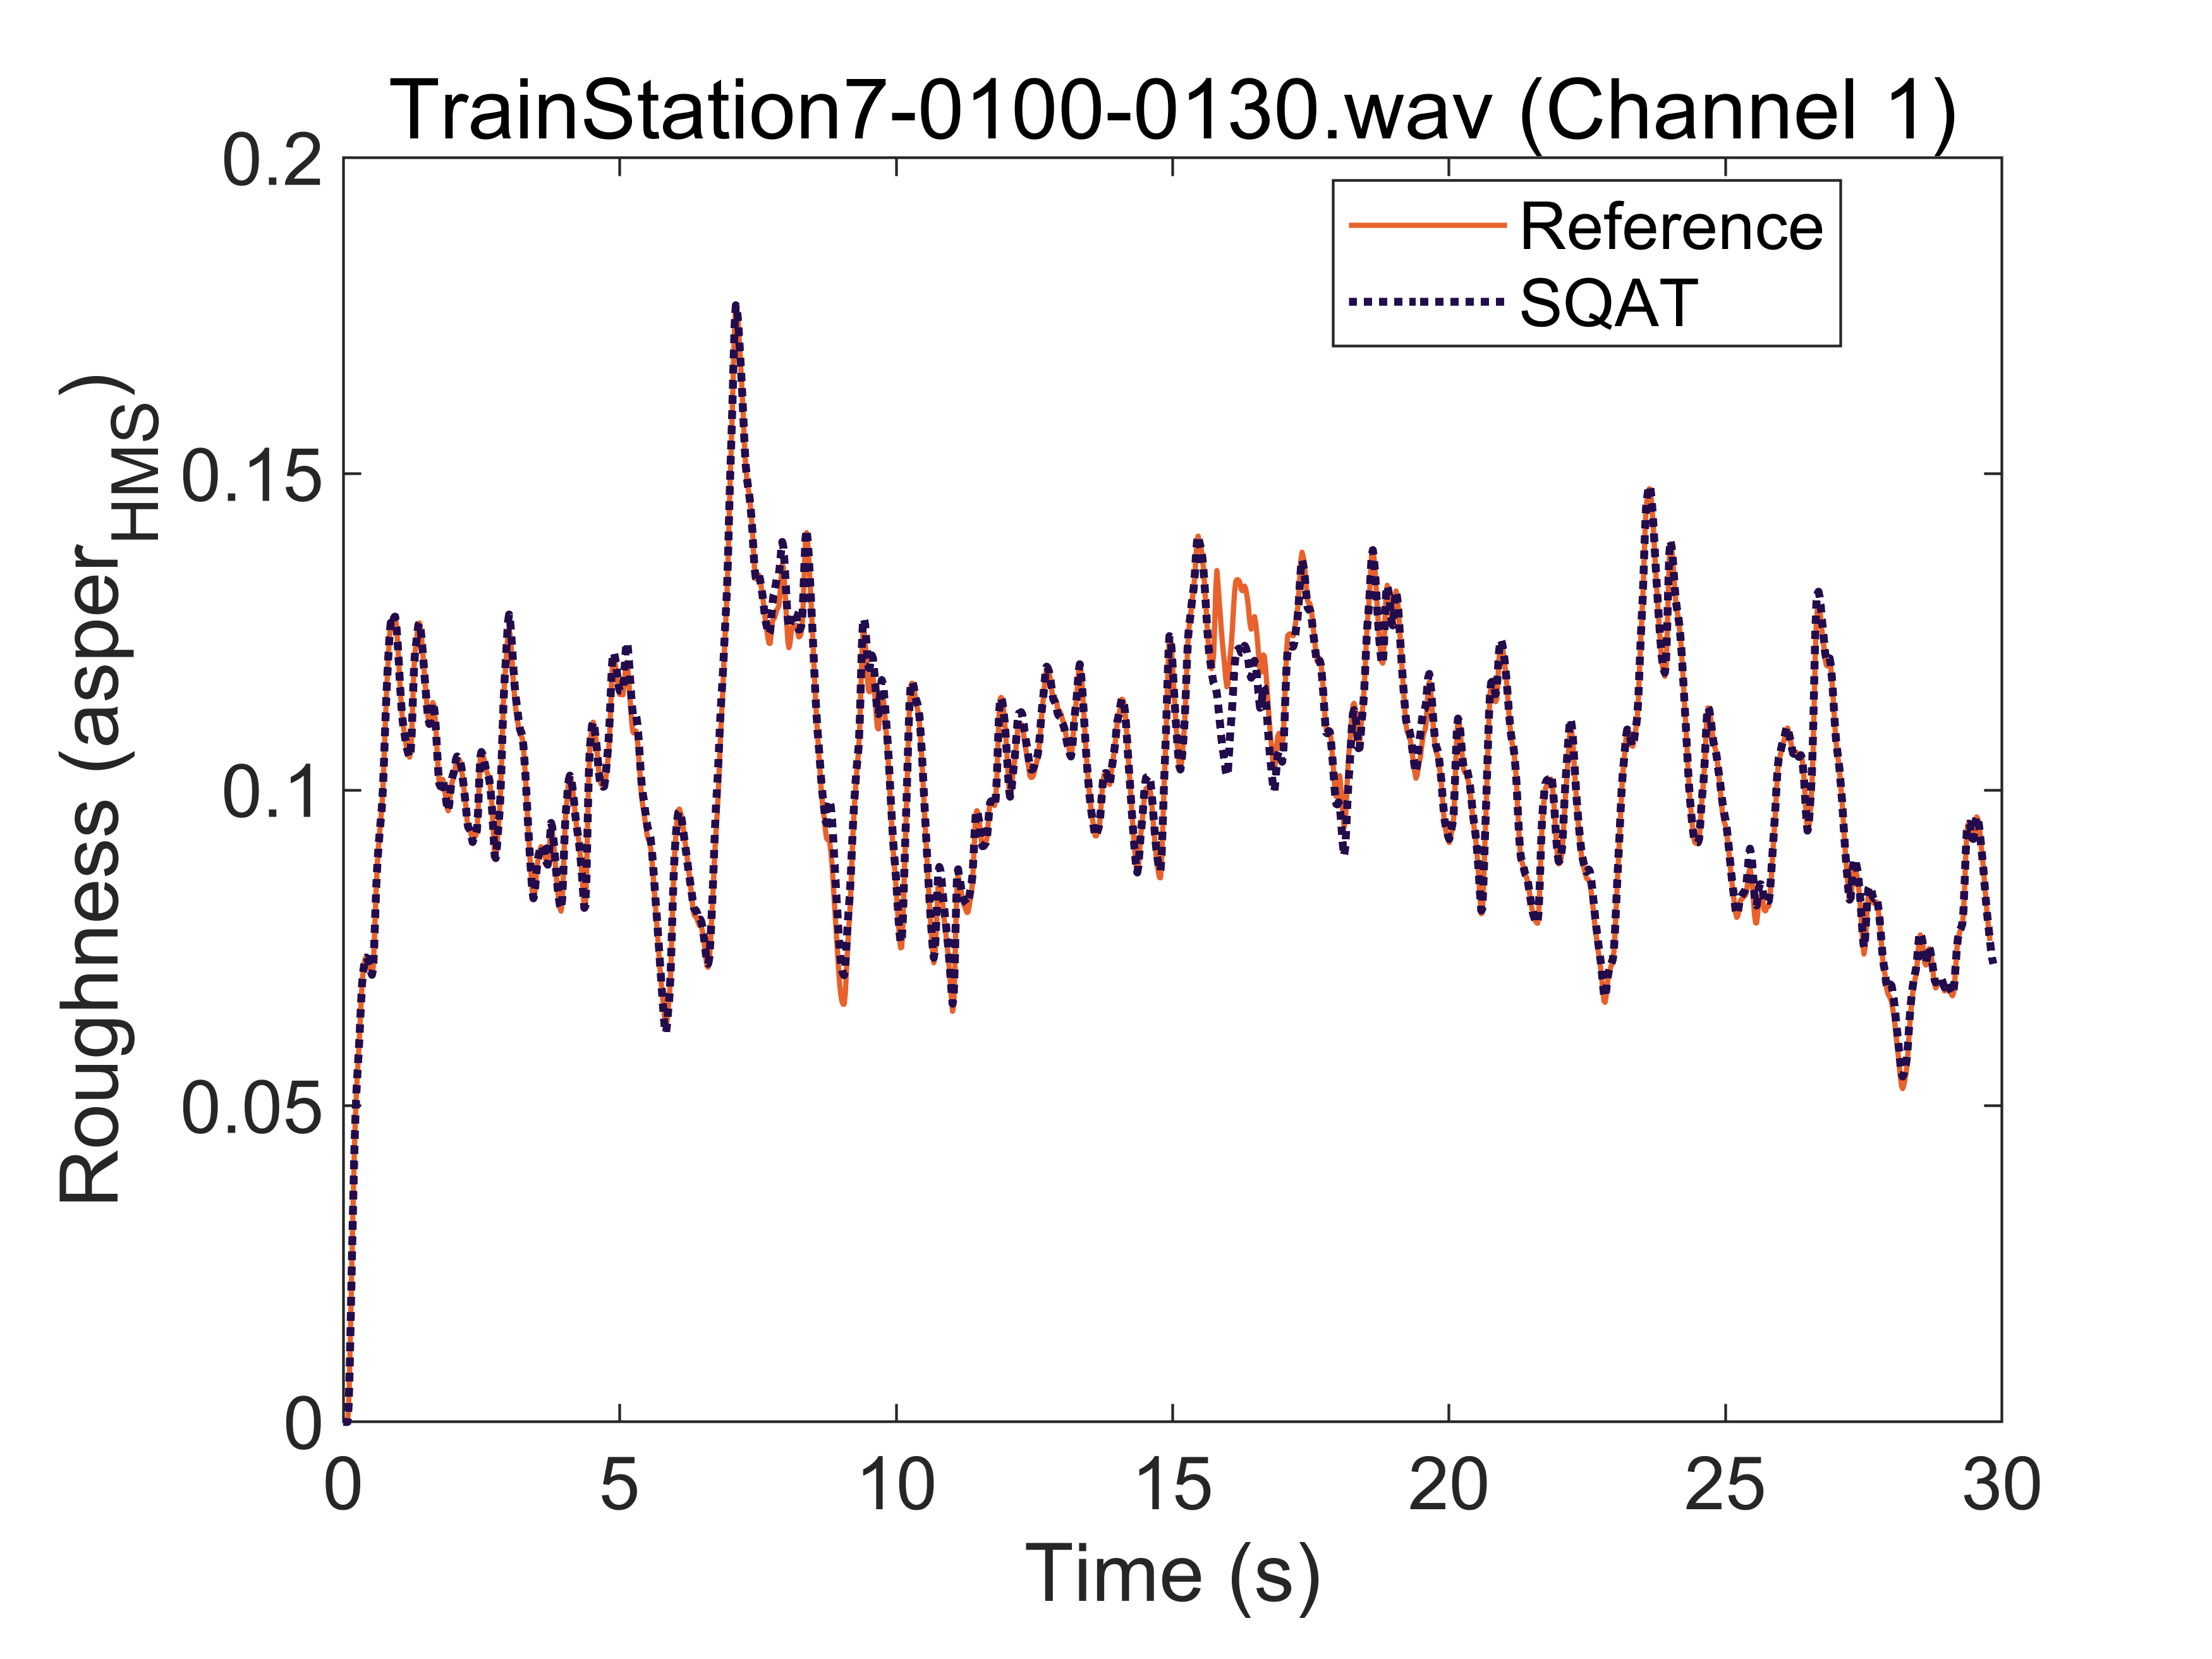 TrainStation7-0100-0130.wav (Channel 1)
Reference
SQAT
Roughness (asper_HMS)
0.2
0.15
0.1
0.05
0
0 5 10 15 20 25 30
Time (s)